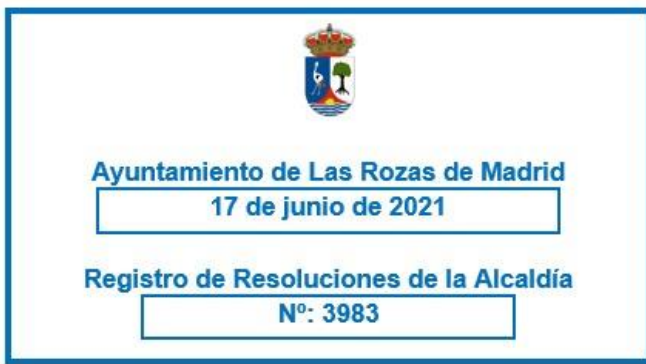 Ayuntamiento de Las Rozas de Madrid
17 de junio de 2021
Registro de Resoluciones de la Alcaldía
Nº: 3983